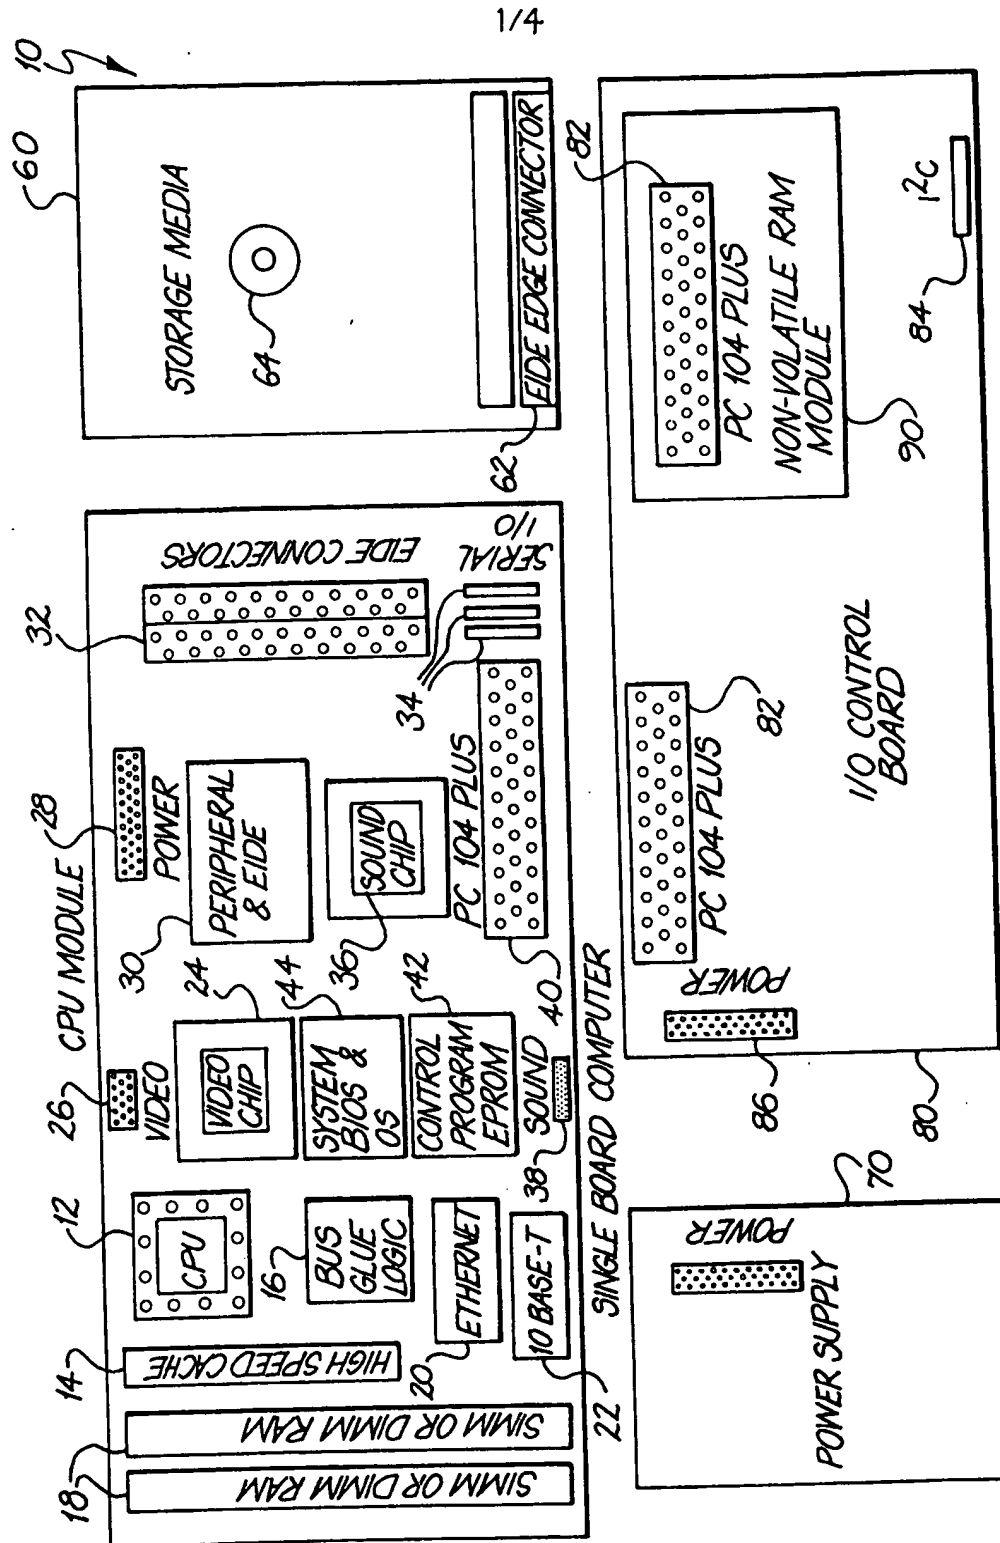 1/4
10
60
STORAGE MEDIA
64
EIDE EDGE CONNECTOR
62
CPU MODULE
18
SIMM OR DIMM RAM
SIMM OR DIMM RAM
14
HIGH SPEED CACHE
12
CPU
16
BUS
GLUE
LOGIC
20
ETHERNET
22
10 BASE-T
26
VIDEO
24
VIDEO
CHIP
44
SYSTEM
BIOS &
OS
42
CONTROL
PROGRAM
EPROM
38
SOUND
28
POWER
30
PERIPHERAL
& EIDE
36
SOUND
CHIP
PC 104 PLUS
40
32
EIDE CONNECTORS
34
SERIAL
I/O
SINGLE BOARD COMPUTER
70
POWER
POWER SUPPLY
80
86
POWER
PC 104 PLUS
82
I/O CONTROL
BOARD
82
PC 104 PLUS
NON-VOLATILE RAM
MODULE
90
84
I²C